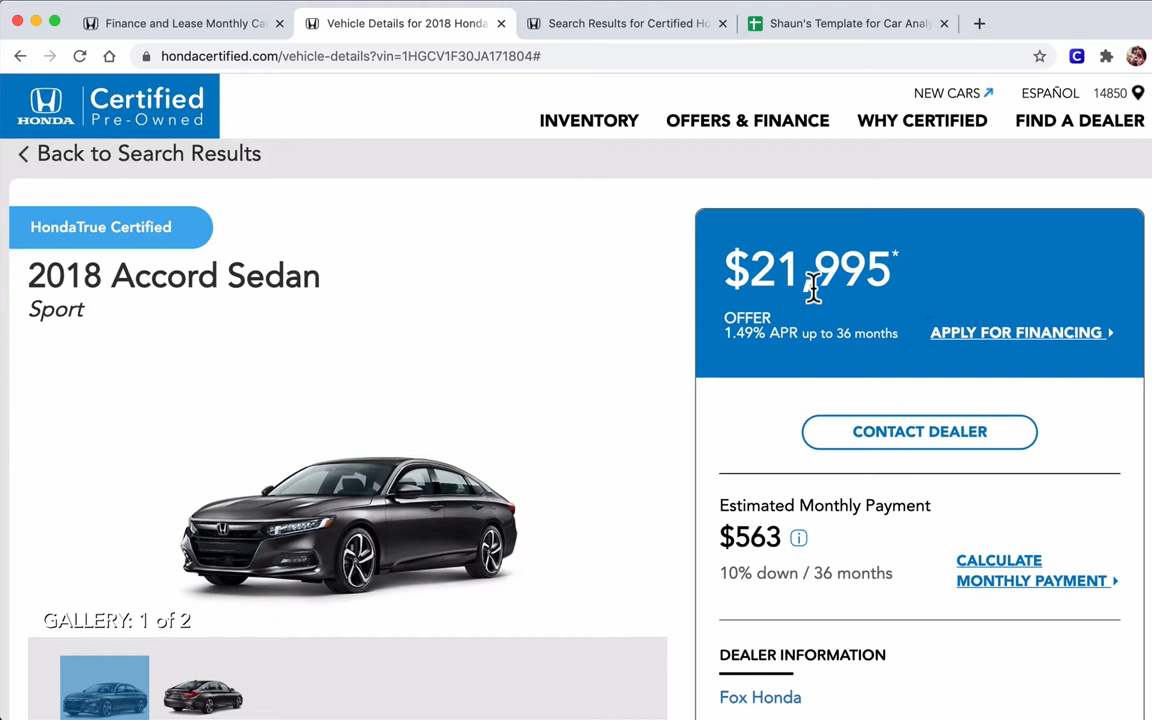 Finance and Lease Monthly Ca
Vehicle Details for 2018 Honda
Search Results for Certified Ho
Shaun's Template for Car Analy
hondacertified.com/vehicle-details?vin=1HGCV1F30JA171804#
HONDA
Certified
Pre-Owned
NEW CARS
ESPAÑOL
14850
INVENTORY
OFFERS & FINANCE
WHY CERTIFIED
FIND A DEALER
Back to Search Results
HondaTrue Certified
2018 Accord Sedan
Sport
$21,995*
OFFER
1.49% APR up to 36 months
APPLY FOR FINANCING
CONTACT DEALER
Estimated Monthly Payment
$563
10% down / 36 months
CALCULATE
MONTHLY PAYMENT
GALLERY: 1 of 2
DEALER INFORMATION
Fox Honda